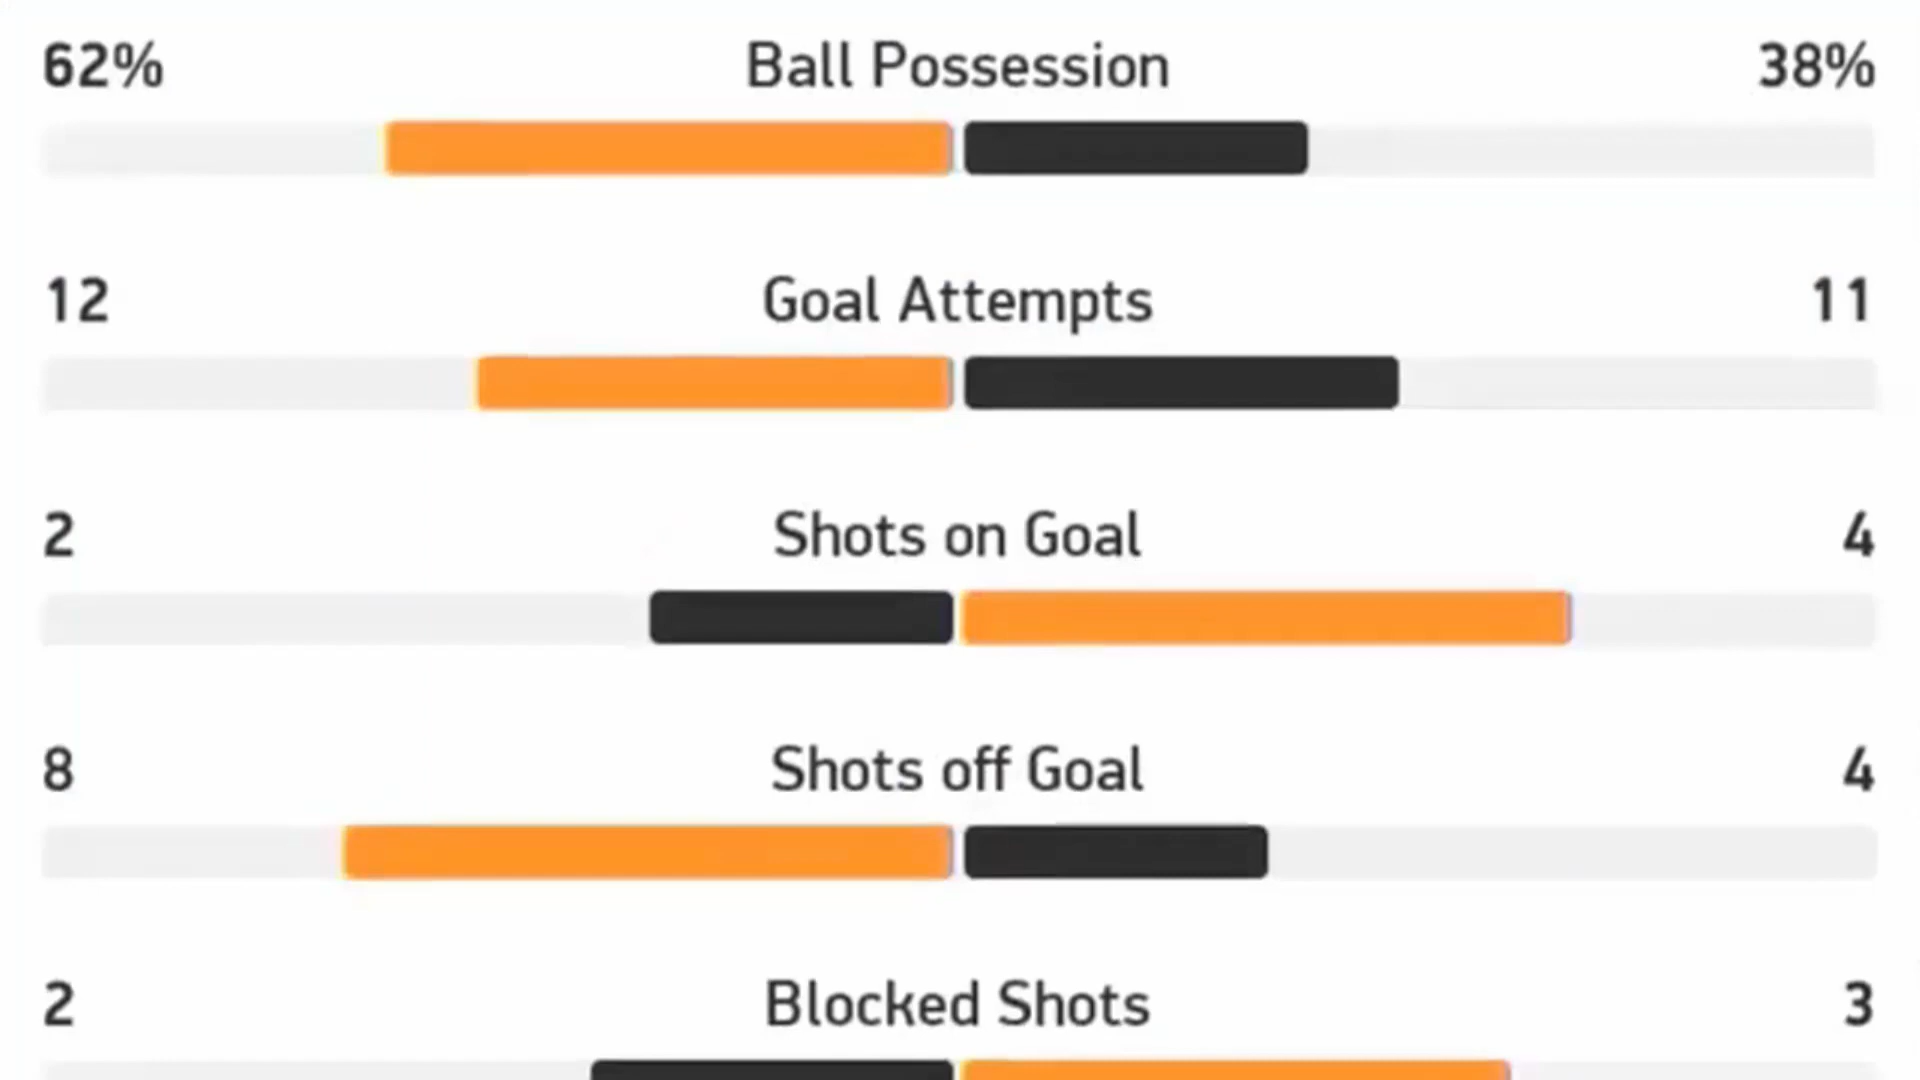 62% Ball Possession 38%
12 Goal Attempts 11
2 Shots on Goal 4
8 Shots off Goal 4
2 Blocked Shots 3